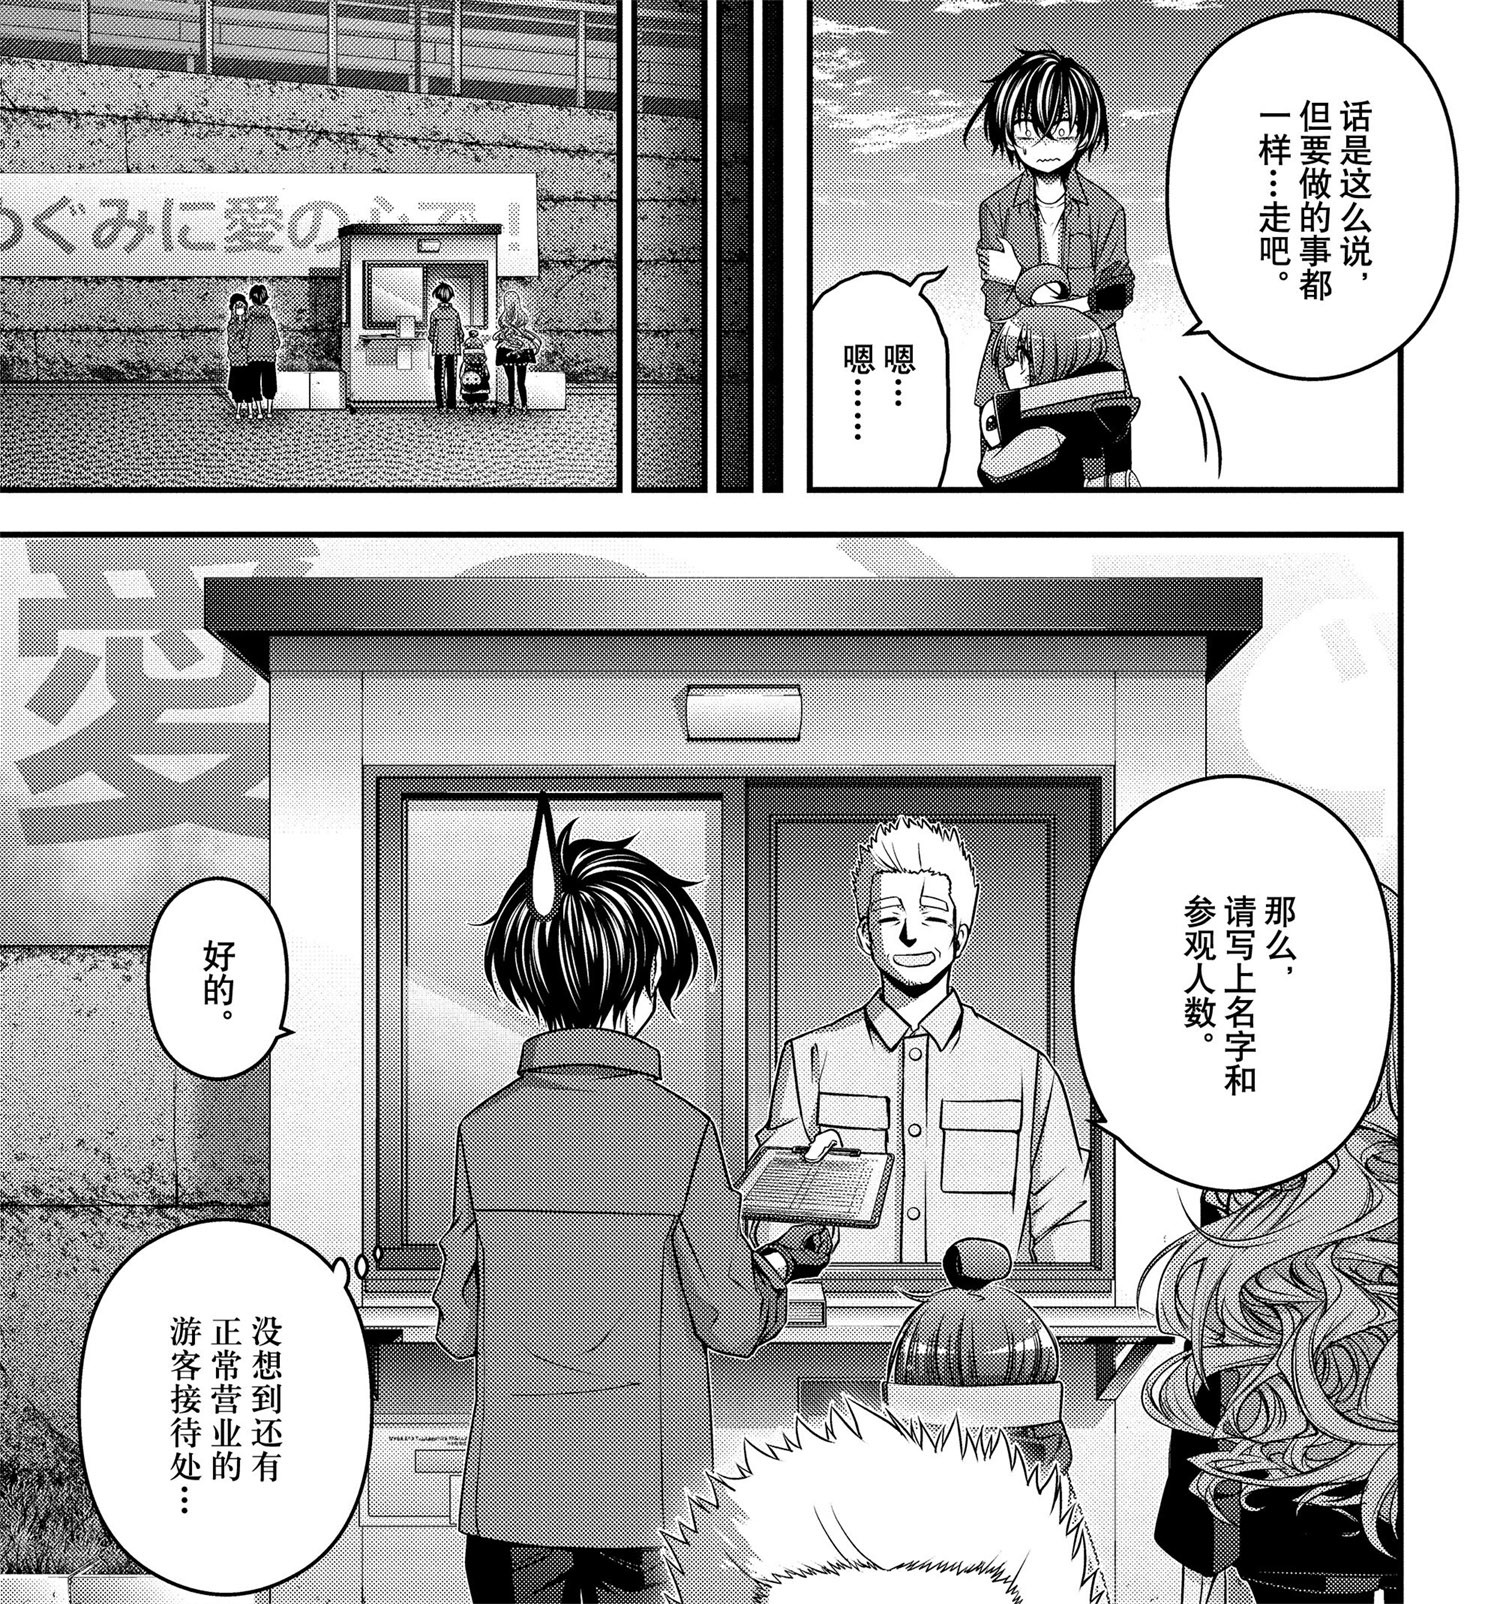 话是这么说，
但要做的事都
一样…走吧。
嗯…
嗯……
めぐみに愛の心で！
那么，
请写上名字和
参观人数。
好的。
没想到还有
正常营业的
游客接待处…